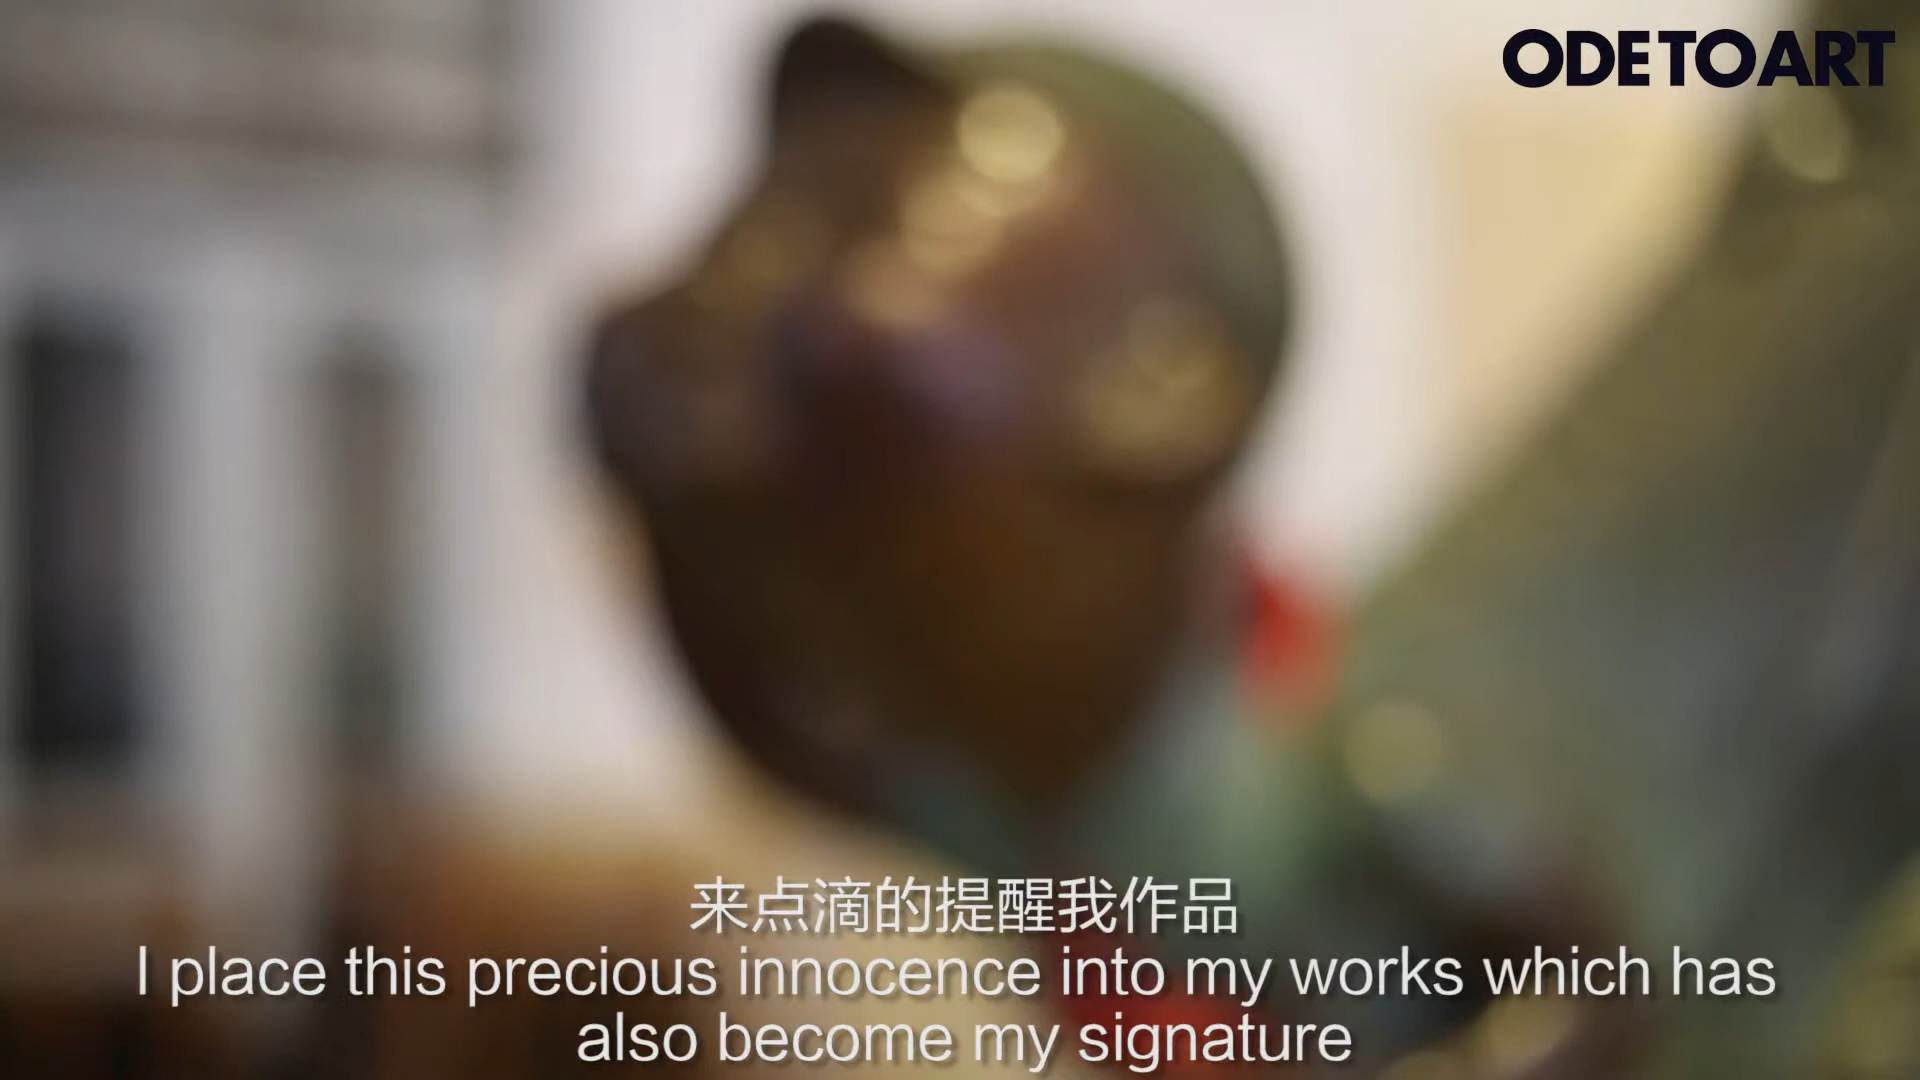 ODETOART
来点滴的提醒我作品
I place this precious innocence into my works which has
also become my signature